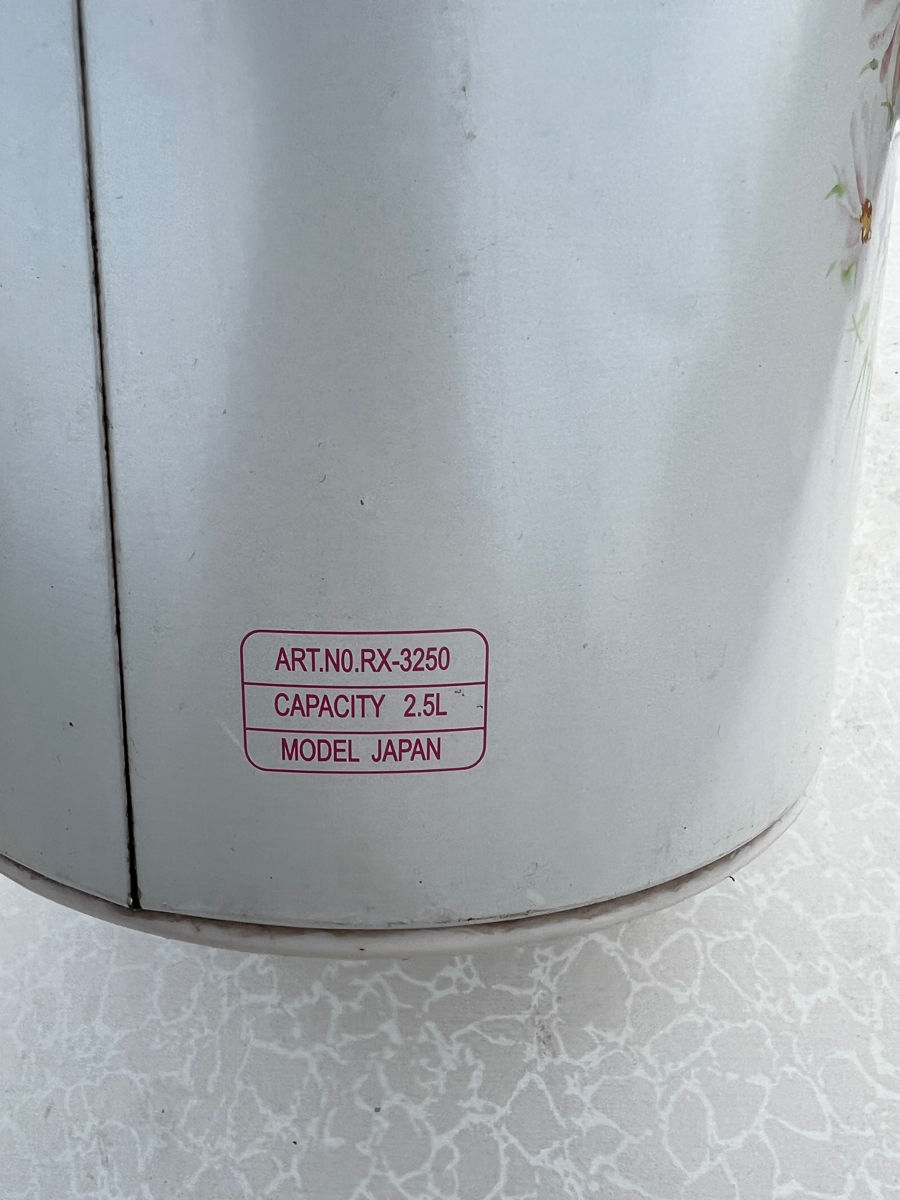 ART.NO.RX-3250
CAPACITY 2.5L
MODEL JAPAN